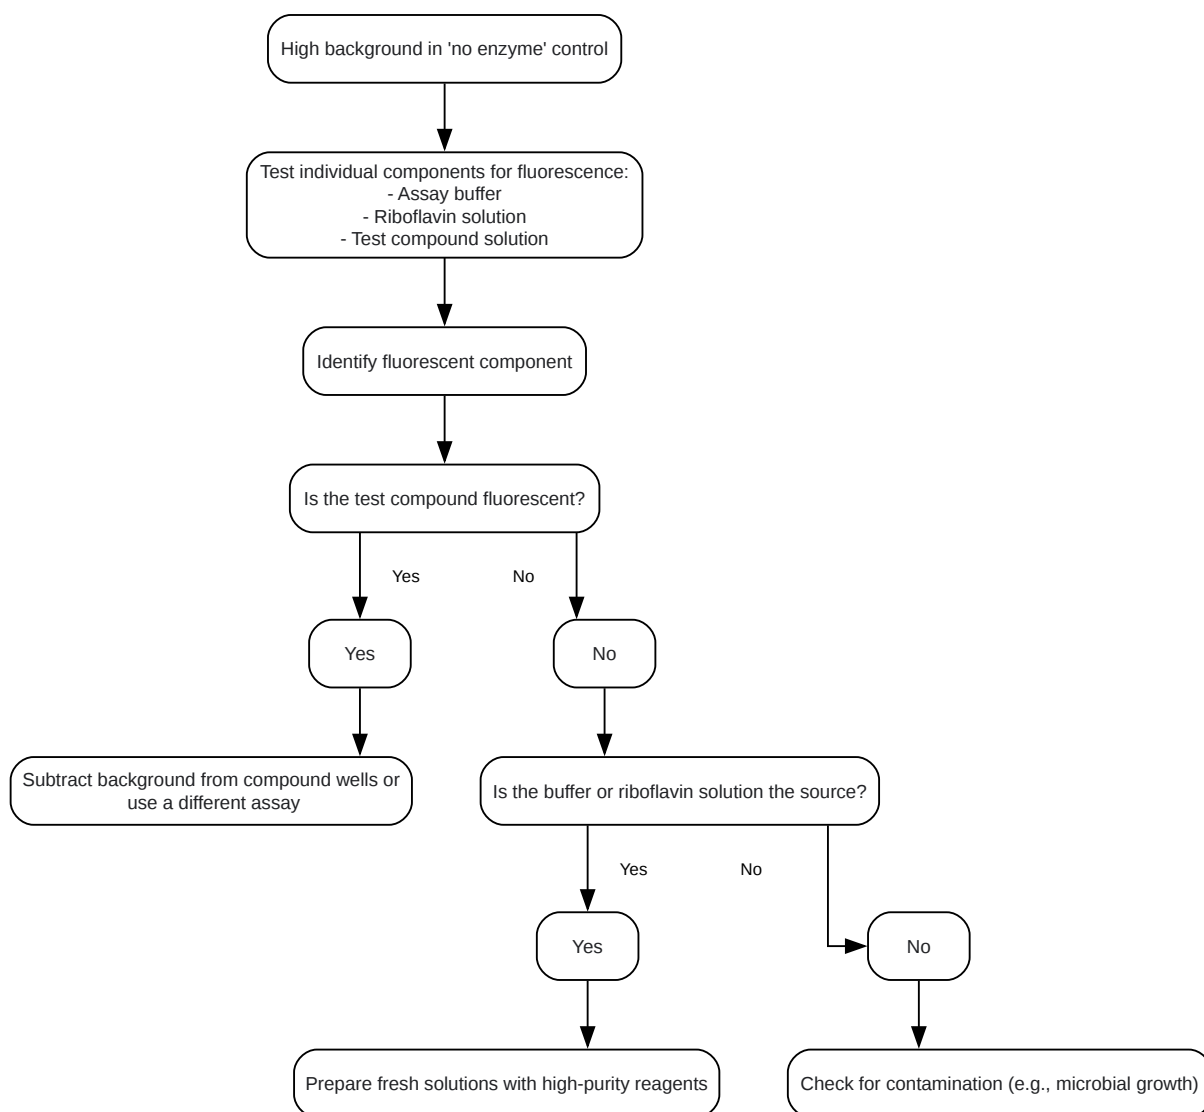 High background in 'no enzyme' control
Test individual components for fluorescence:
- Assay buffer
- Riboflavin solution
- Test compound solution
Identify fluorescent component
Is the test compound fluorescent?
Yes
No
Yes
No
Subtract background from compound wells or
use a different assay
Is the buffer or riboflavin solution the source?
Yes
No
Yes
No
Prepare fresh solutions with high-purity reagents
Check for contamination (e.g., microbial growth)